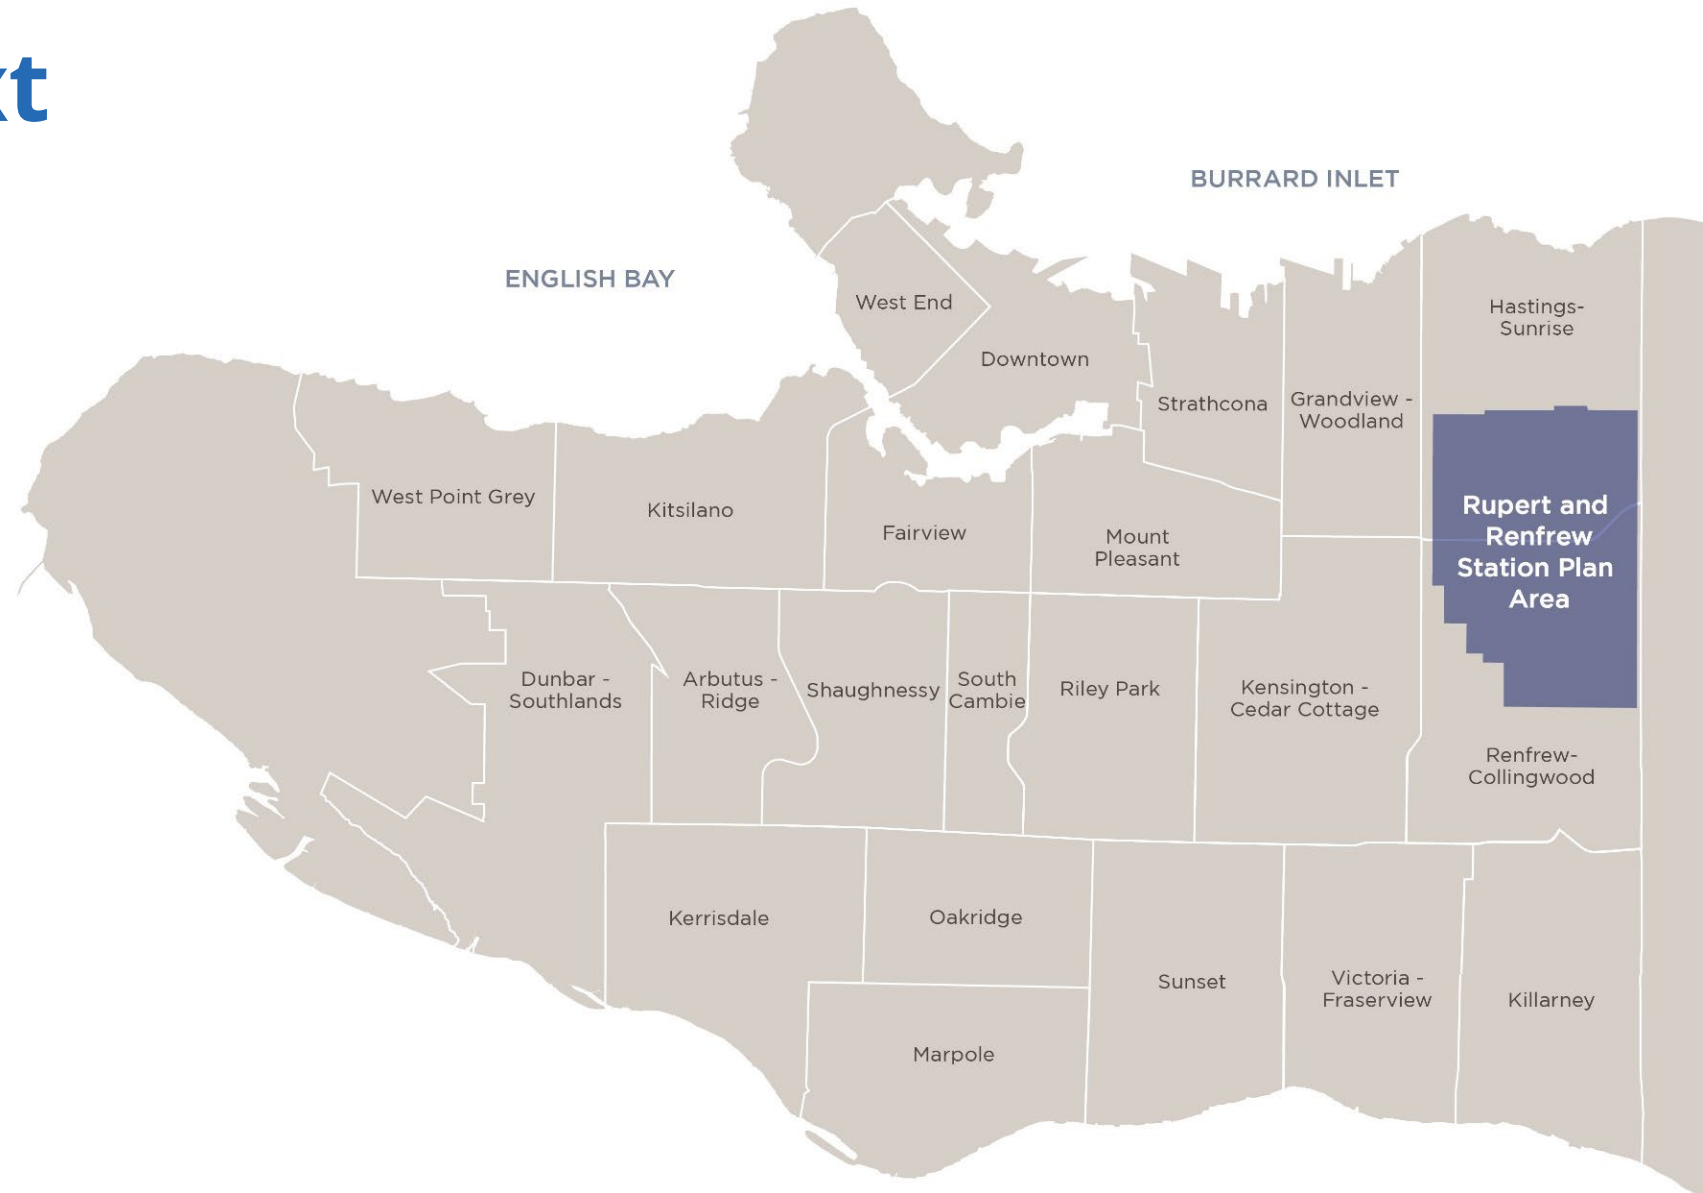 xt
BURRARD INLET
ENGLISH BAY
West End
Hastings-
Sunrise
Downtown
Strathcona
Grandview -
Woodland
West Point Grey
Kitsilano
Fairview
Mount
Pleasant
Rupert and
Renfrew
Station Plan
Area
Dunbar -
Southlands
Arbutus -
Ridge
Shaughnessy
South
Cambie
Riley Park
Kensington -
Cedar Cottage
Renfrew-
Collingwood
Kerrisdale
Oakridge
Sunset
Victoria -
Fraserview
Killarney
Marpole